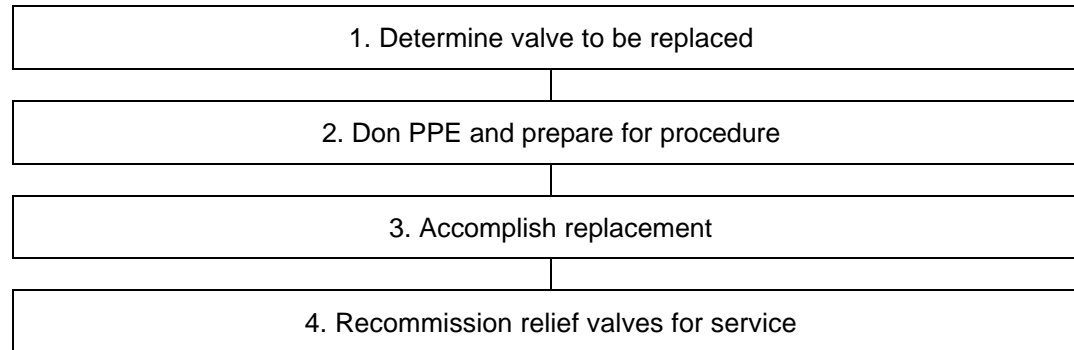 1. Determine valve to be replaced
2. Don PPE and prepare for procedure
3. Accomplish replacement
4. Recommission relief valves for service